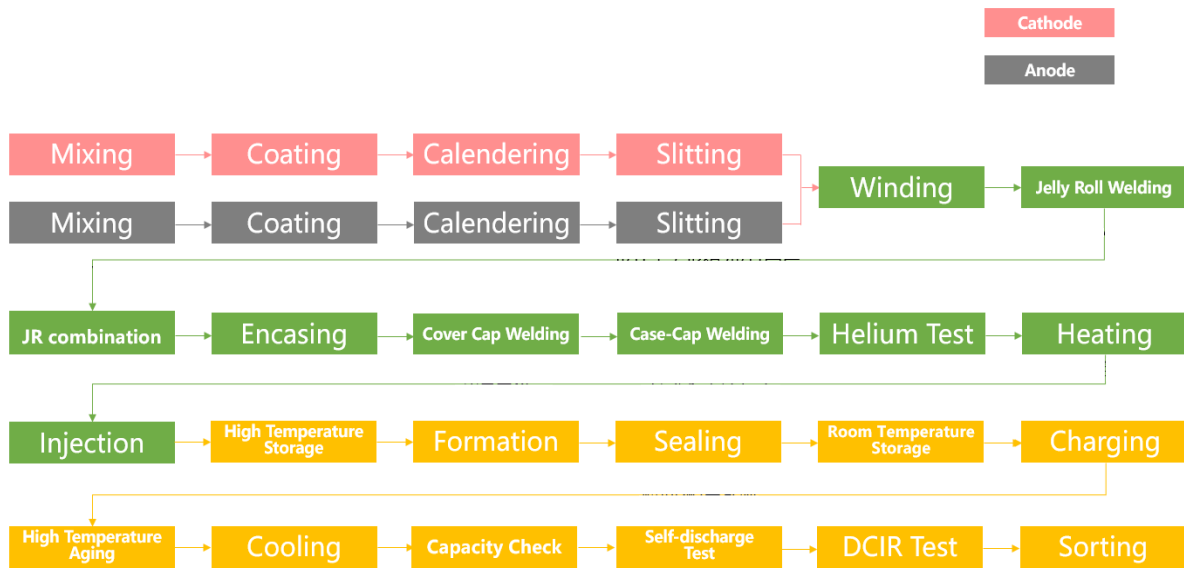 Cathode
Anode
Mixing
Coating
Calendering
Slitting
Mixing
Coating
Calendering
Slitting
Winding
Jelly Roll Welding
JR combination
Encasing
Cover Cap Welding
Case-Cap Welding
Helium Test
Heating
Injection
High Temperature
Storage
Formation
Sealing
Room Temperature
Storage
Charging
High Temperature
Aging
Cooling
Capacity Check
Self-discharge
Test
DCIR Test
Sorting